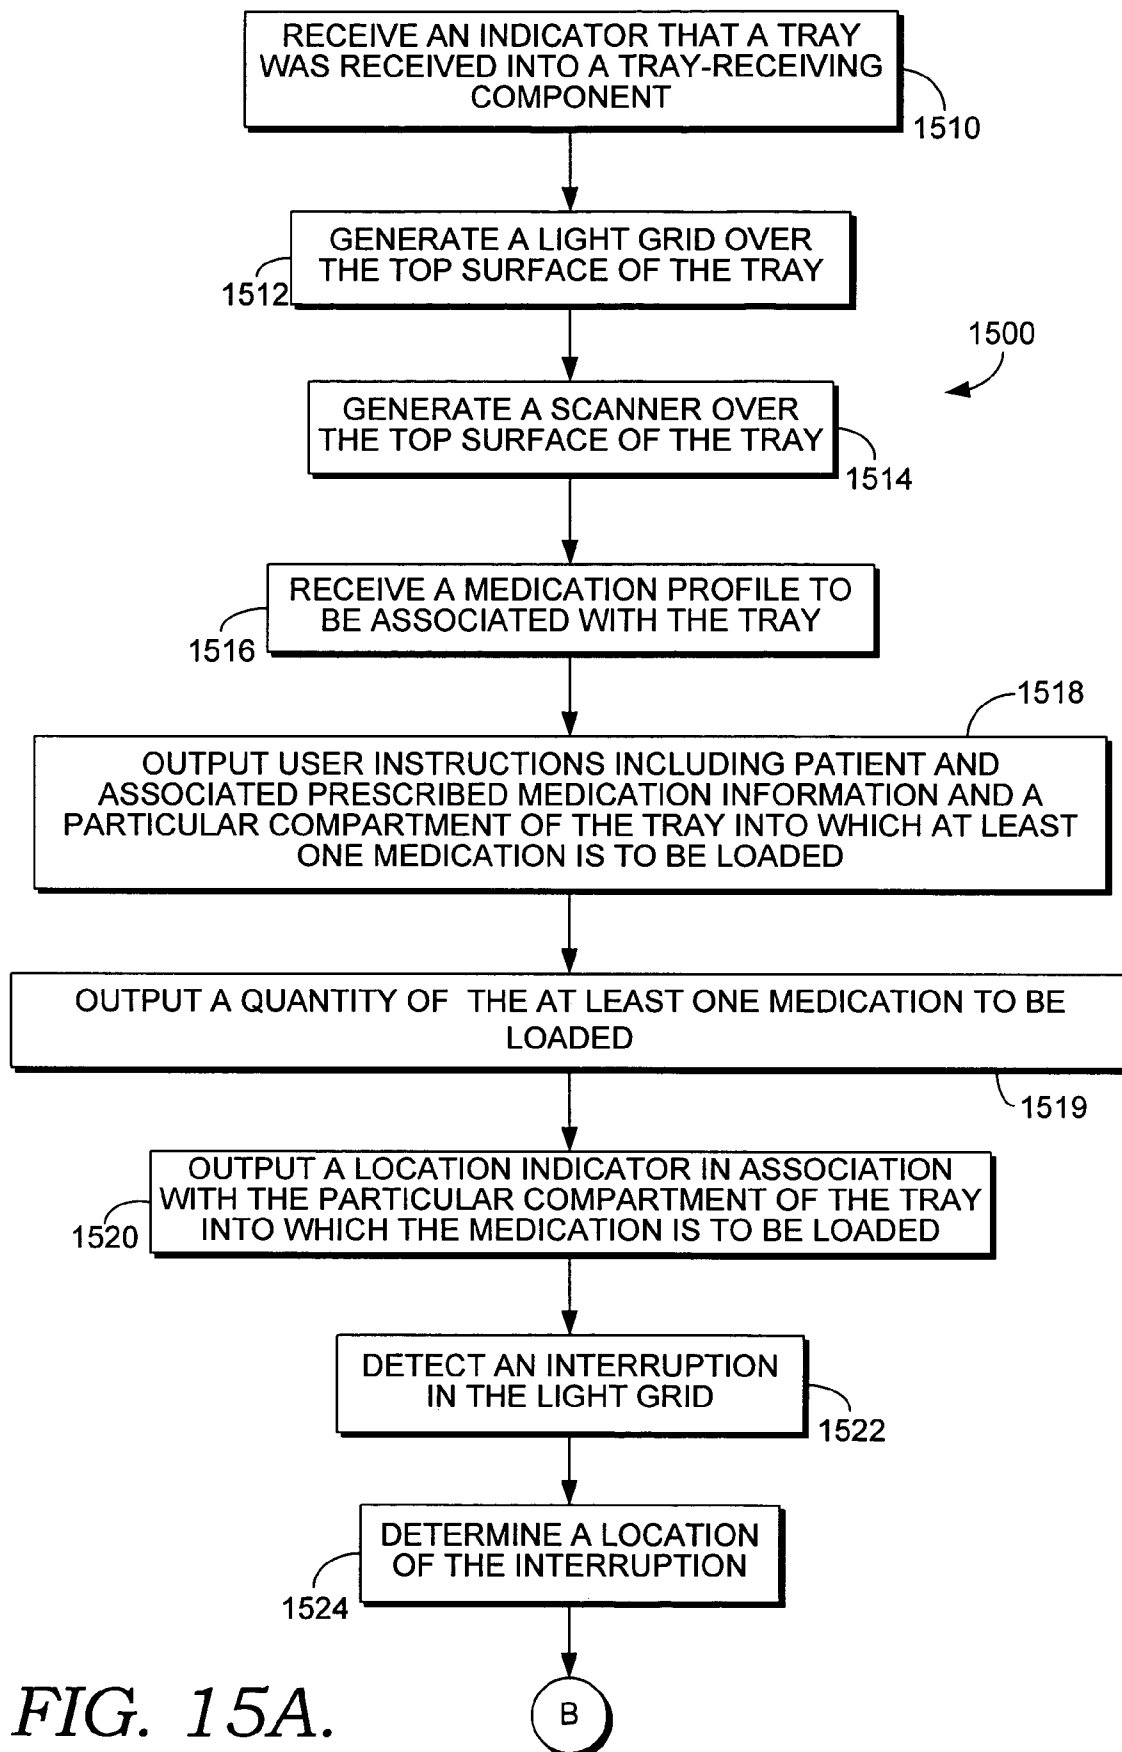 RECEIVE AN INDICATOR THAT A TRAY
WAS RECEIVED INTO A TRAY-RECEIVING
COMPONENT
1510
GENERATE A LIGHT GRID OVER
THE TOP SURFACE OF THE TRAY
1512
1500
GENERATE A SCANNER OVER
THE TOP SURFACE OF THE TRAY
1514
RECEIVE A MEDICATION PROFILE TO
BE ASSOCIATED WITH THE TRAY
1516
1518
OUTPUT USER INSTRUCTIONS INCLUDING PATIENT AND
ASSOCIATED PRESCRIBED MEDICATION INFORMATION AND A
PARTICULAR COMPARTMENT OF THE TRAY INTO WHICH AT LEAST
ONE MEDICATION IS TO BE LOADED
OUTPUT A QUANTITY OF THE AT LEAST ONE MEDICATION TO BE
LOADED
1519
OUTPUT A LOCATION INDICATOR IN ASSOCIATION
WITH THE PARTICULAR COMPARTMENT OF THE TRAY
INTO WHICH THE MEDICATION IS TO BE LOADED
1520
DETECT AN INTERRUPTION
IN THE LIGHT GRID
1522
DETERMINE A LOCATION
OF THE INTERRUPTION
1524
B
FIG. 15A.